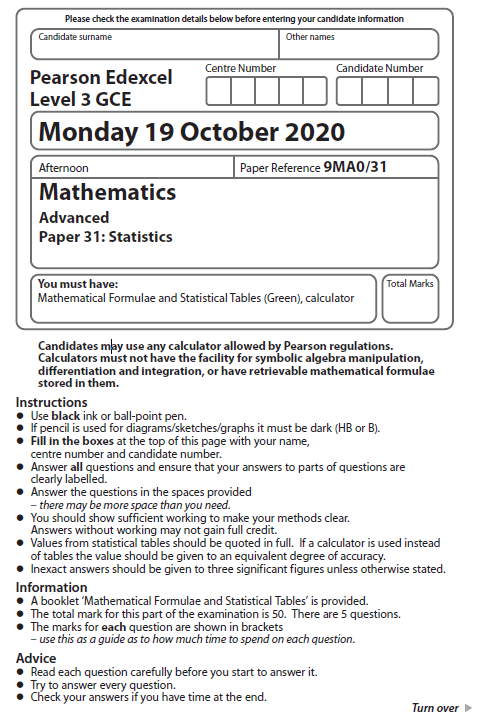 Please check the examination details below before entering your candidate information
Candidate surname
Other names
Pearson Edexcel
Level 3 GCE
Centre Number
Candidate Number
Monday 19 October 2020
Afternoon
Paper Reference 9MA0/31
Mathematics
Advanced
Paper 31: Statistics
You must have:
Mathematical Formulae and Statistical Tables (Green), calculator
Total Marks
Candidates may use any calculator allowed by Pearson regulations.
Calculators must not have the facility for symbolic algebra manipulation,
differentiation and integration, or have retrievable mathematical formulae
stored in them.
Instructions
● Use black ink or ball-point pen.
● If pencil is used for diagrams/sketches/graphs it must be dark (HB or B).
● Fill in the boxes at the top of this page with your name,
centre number and candidate number.
● Answer all questions and ensure that your answers to parts of questions are
clearly labelled.
● Answer the questions in the spaces provided
– there may be more space than you need.
● You should show sufficient working to make your methods clear.
Answers without working may not gain full credit.
● Values from statistical tables should be quoted in full. If a calculator is used instead
of tables the value should be given to an equivalent degree of accuracy.
● Inexact answers should be given to three significant figures unless otherwise stated.
Information
● A booklet ‘Mathematical Formulae and Statistical Tables’ is provided.
● The total mark for this part of the examination is 50. There are 5 questions.
● The marks for each question are shown in brackets
– use this as a guide as to how much time to spend on each question.
Advice
● Read each question carefully before you start to answer it.
● Try to answer every question.
● Check your answers if you have time at the end.
Turn over